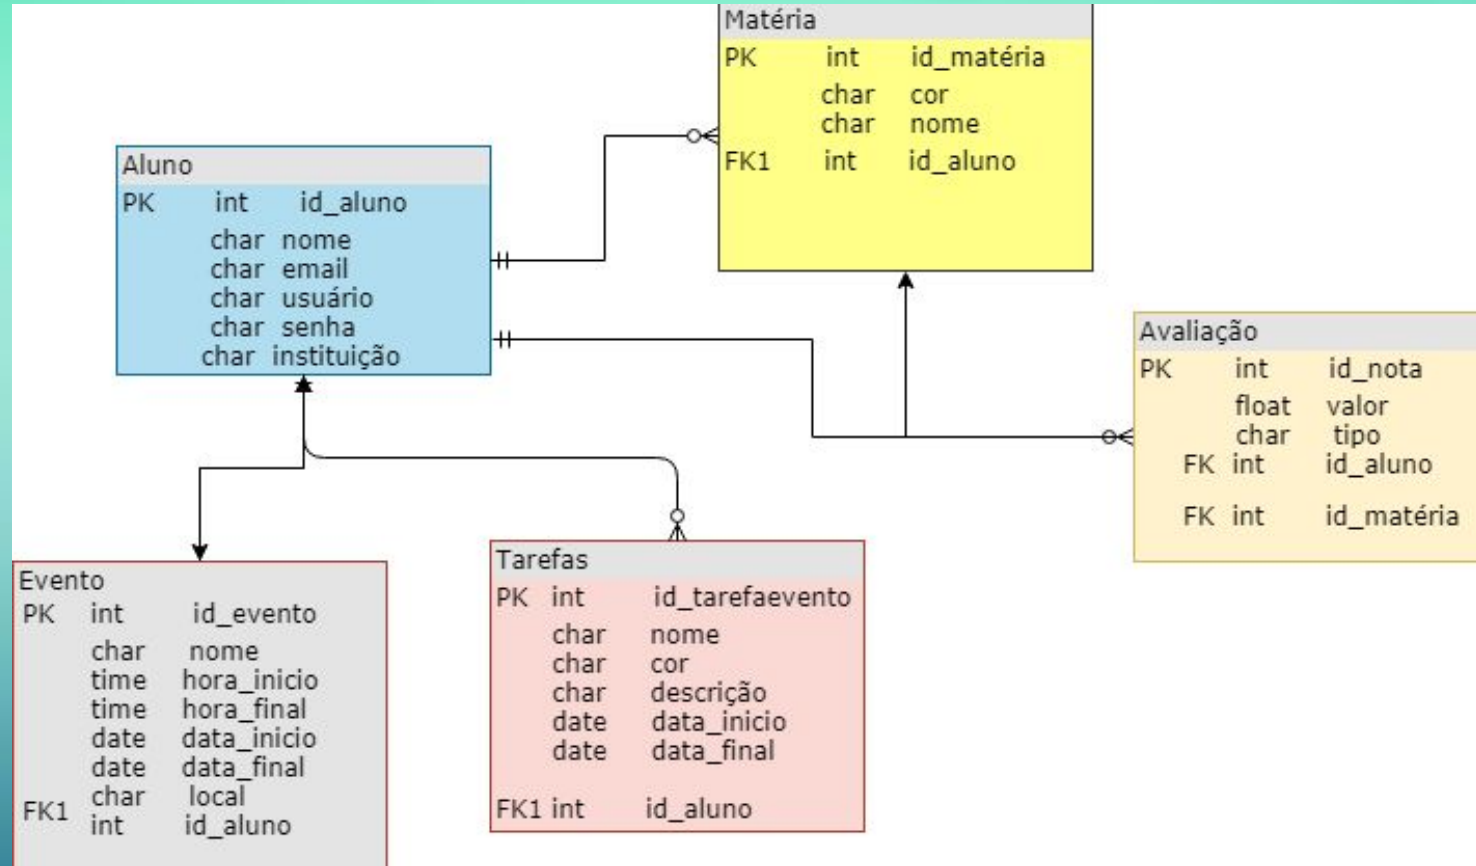 Matéria
PK int id_matéria
char cor
char nome
FK1 int id_aluno
Aluno
PK int id_aluno
char nome
char email
char usuário
char senha
char instituição
Avaliação
PK int id_nota
float valor
char tipo
FK int id_aluno
FK int id_matéria
Evento
PK int id_evento
char nome
time hora_inicio
time hora_final
date data_inicio
date data_final
char local
FK1 int id_aluno
Tarefas
PK int id_tarefaevento
char nome
char cor
char descrição
date data_inicio
date data_final
FK1 int id_aluno